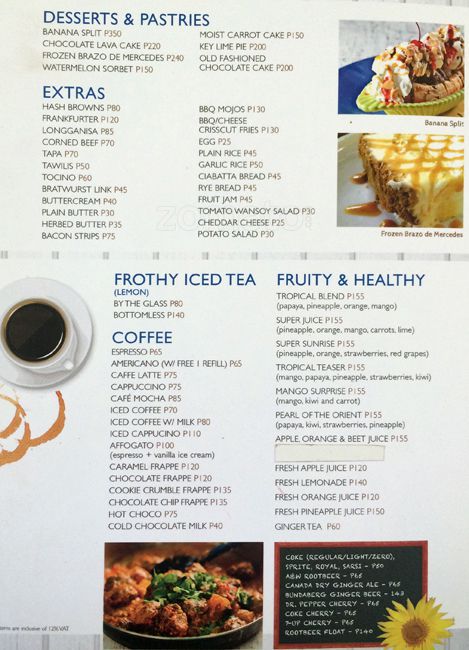 DESSERTS & PASTRIES
BANANA SPLIT P350
CHOCOLATE LAVA CAKE P220
FROZEN BRAZO DE MERCEDES P240
WATERMELON SORBET P150
MOIST CARROT CAKE P150
KEY LIME PIE P200
OLD FASHIONED
CHOCOLATE CAKE P200
Banana Split
EXTRAS
HASH BROWNS P80
FRANKFURTER P120
LONGGANISA P85
CORNED BEEF P70
TAPA P70
TAWILIS P50
TOCINO P60
BRATWURST LINK P45
BUTTERCREAM P40
PLAIN BUTTER P30
HERBED BUTTER P35
BACON STRIPS P75
BBQ MOJOS P130
BBQ/CHEESE
CRISSCUT FRIES P130
EGG P25
PLAIN RICE P45
GARLIC RICE P50
CIABATTA BREAD P45
RYE BREAD P45
FRUIT JAM P45
TOMATO WANSOY SALAD P30
CHEDDAR CHEESE P25
POTATO SALAD P30
Frozen Brazo de Mercedes
FROTHY ICED TEA
(LEMON)
BY THE GLASS P80
BOTTOMLESS P140
COFFEE
ESPRESSO P65
AMERICANO (W/ FREE 1 REFILL) P65
CAFFE LATTE P75
CAPPUCCINO P75
CAFÉ MOCHA P85
ICED COFFEE P70
ICED COFFEE W/ MILK P80
ICED CAPPUCINO P110
AFFOGATO P100
(espresso + vanilla ice cream)
CARAMEL FRAPPE P120
CHOCOLATE FRAPPE P120
COOKIE CRUMBLE FRAPPE P135
CHOCOLATE CHIP FRAPPE P135
HOT CHOCO P75
COLD CHOCOLATE MILK P40
FRUITY & HEALTHY
TROPICAL BLEND P155
(papaya, pineapple, orange, mango)
SUPER JUICE P155
(pineapple, orange, mango, carrots, lime)
SUPER SUNRISE P155
(pineapple, orange, strawberries, red grapes)
TROPICAL TEASER P155
(mango, papaya, pineapple, strawberries, kiwi)
MANGO SURPRISE P155
(mango, kiwi and carrot)
PEARL OF THE ORIENT P155
(papaya, kiwi, strawberries, pineapple)
APPLE, ORANGE & BEET JUICE P155
FRESH APPLE JUICE P120
FRESH LEMONADE P140
FRESH ORANGE JUICE P120
FRESH PINEAPPLE JUICE P150
GINGER TEA P60
COKE (REGULAR/LIGHT/ZERO),
SPRITE, ROYAL, SARSI - P50
A&W ROOTBEER - P65
CANADA DRY GINGER ALE - P65
BUNDABERG GINGER BEER - 143
DR. PEPPER CHERRY - P65
COKE CHERRY - P65
7-UP CHERRY - P65
ROOTBEER FLOAT - P140
are inclusive of 12%VAT